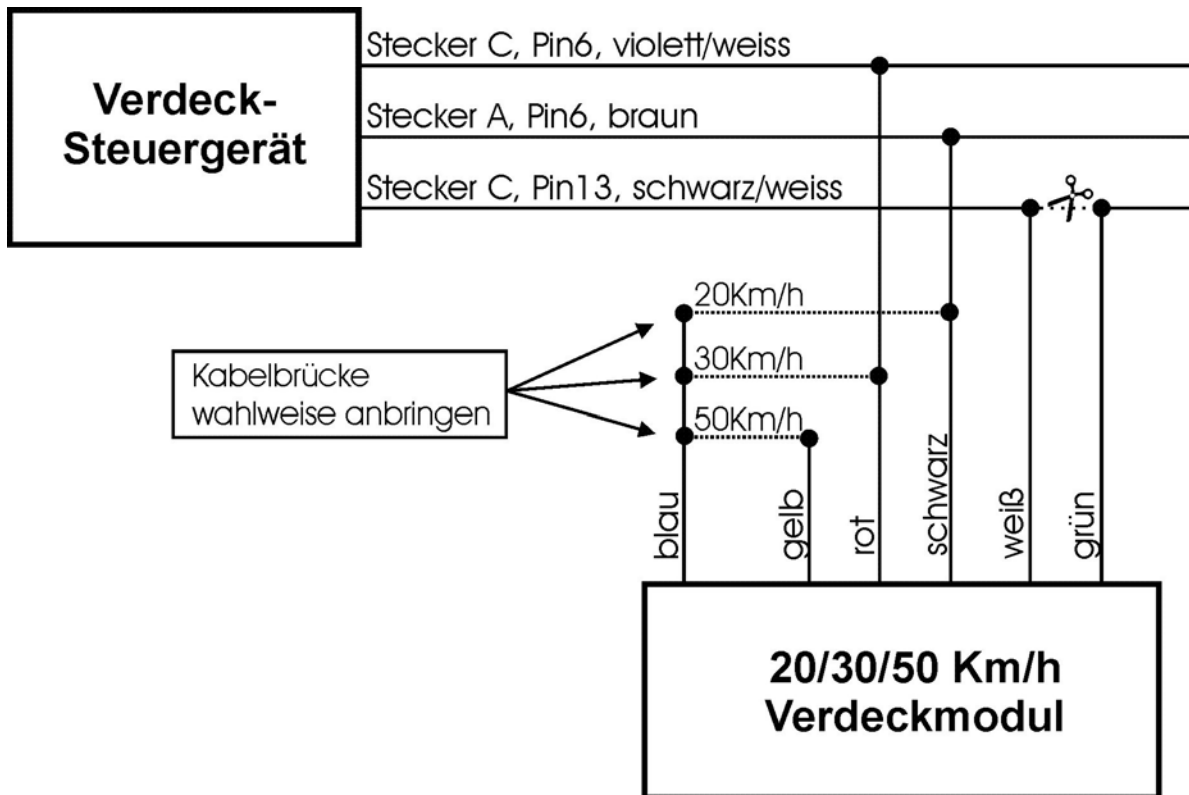 Verdeck-
Steuergerät
Stecker C, Pin6, violett/weiss
Stecker A, Pin6, braun
Stecker C, Pin13, schwarz/weiss
20Km/h
30Km/h
50Km/h
Kabelbrücke
wahlweise anbringen
blau
gelb
rot
schwarz
weiß
grün
20/30/50 Km/h
Verdeckmodul